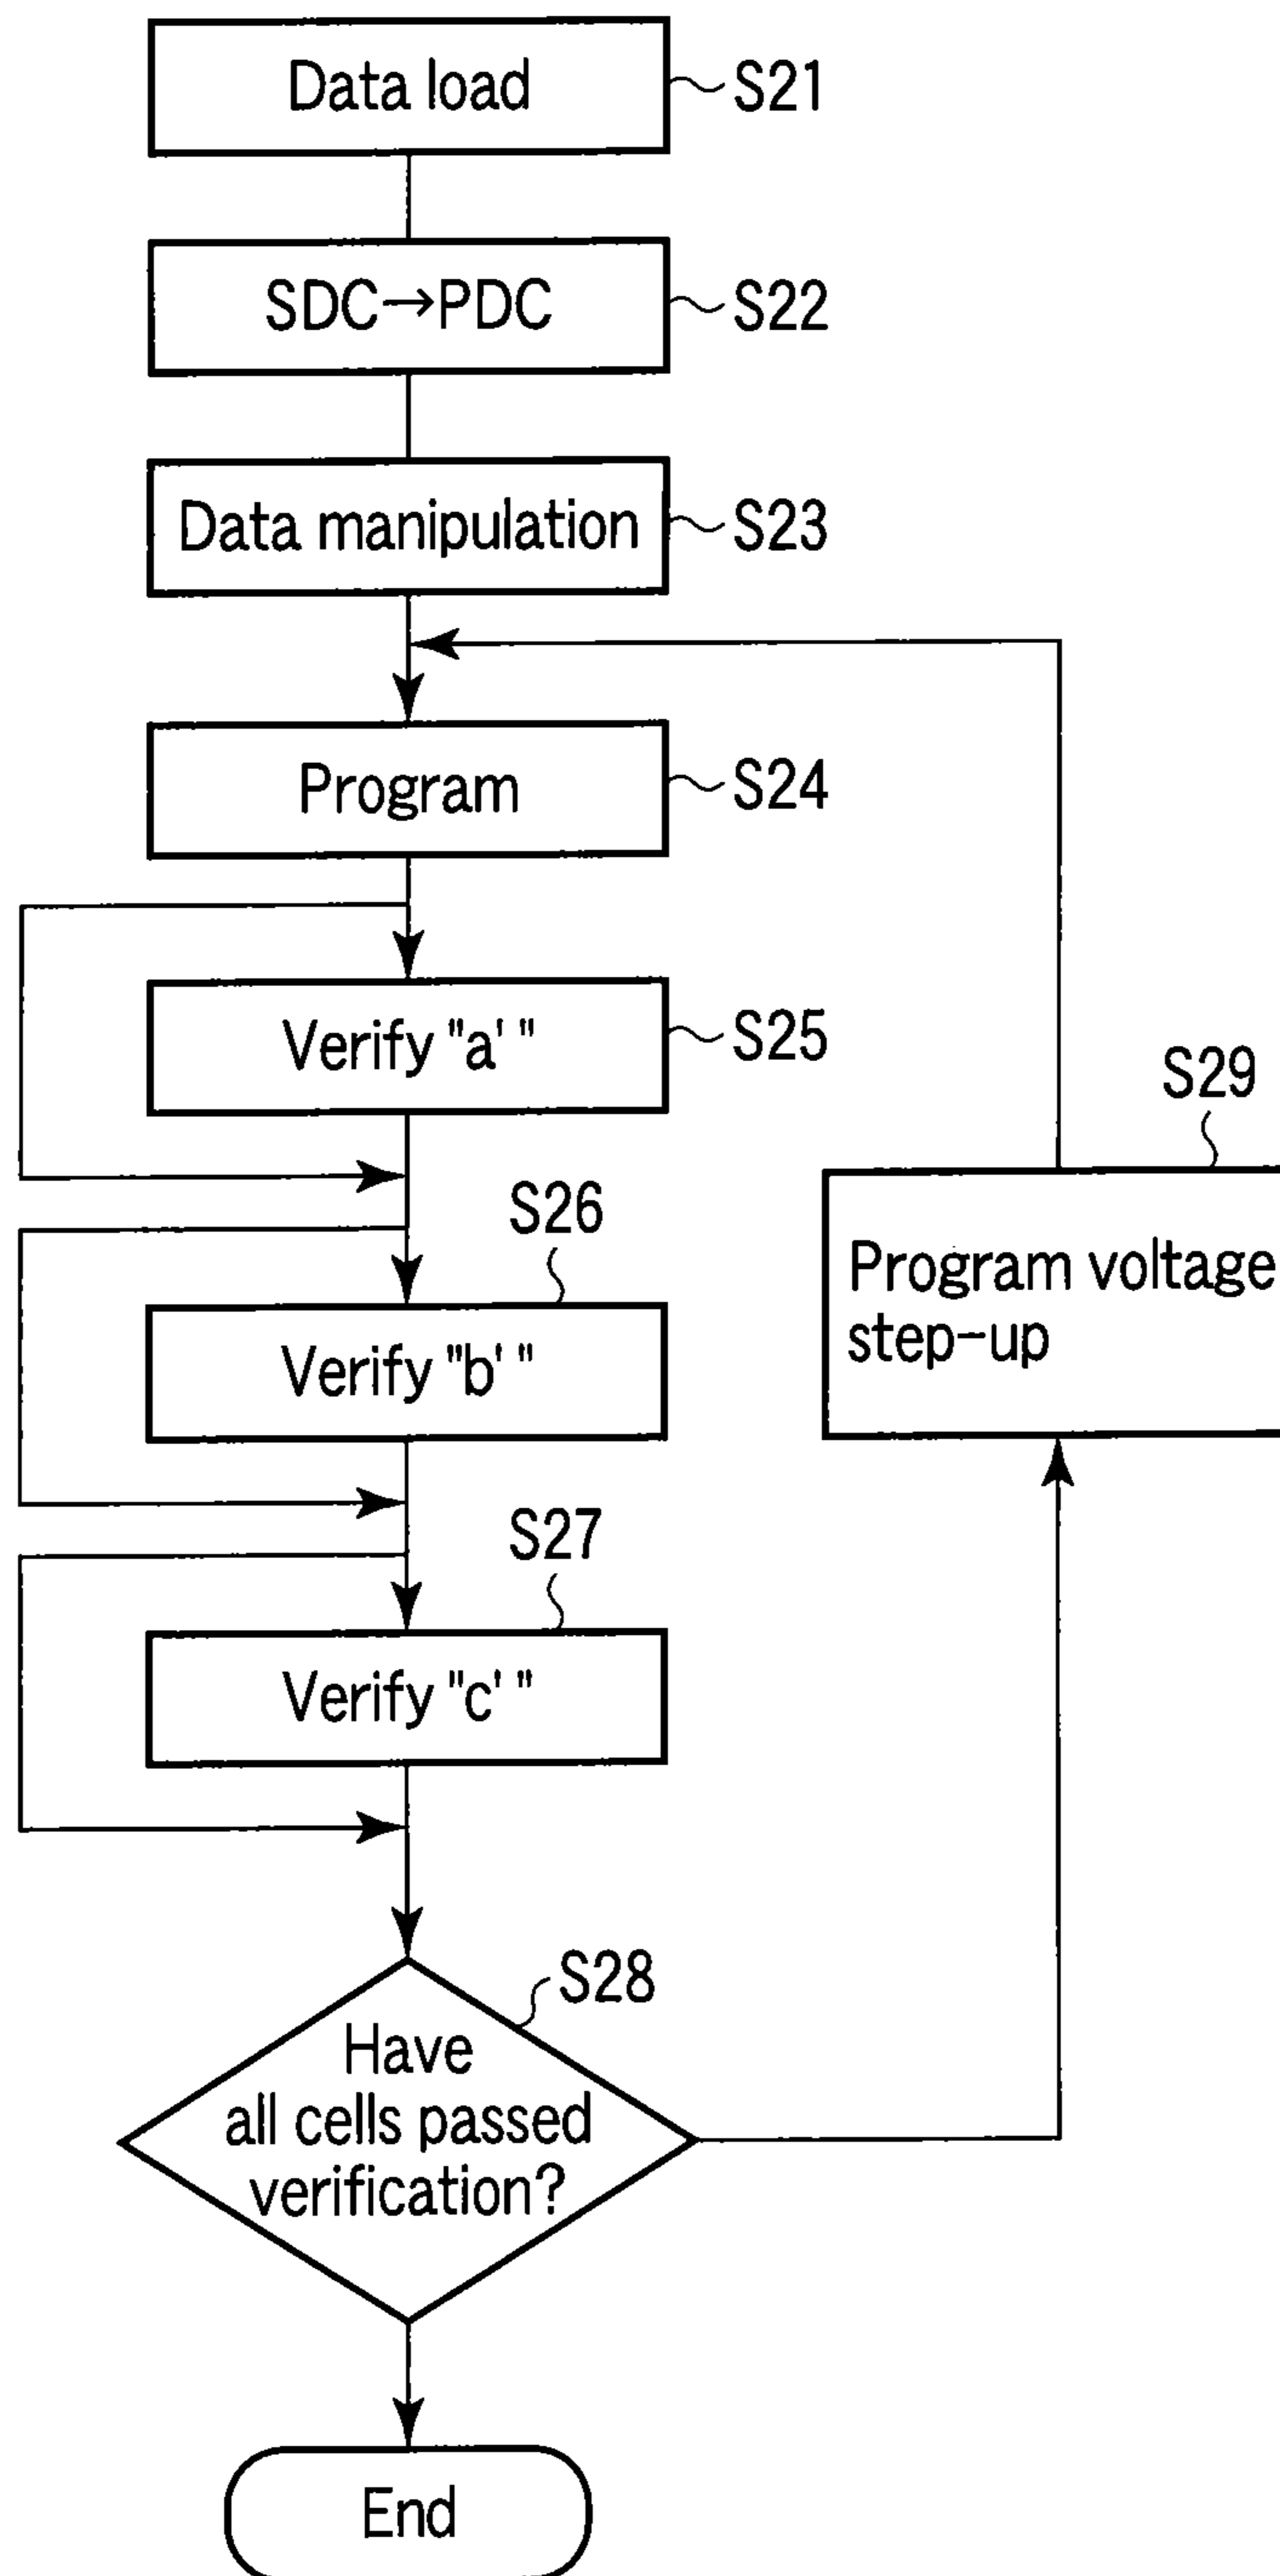 Data load
S21
SDC→PDC
S22
Data manipulation
S23
Program
S24
Verify "a' "
S25
S29
Program voltage
step-up
S26
Verify "b' "
S27
Verify "c' "
S28
Have
all cells passed
verification?
End